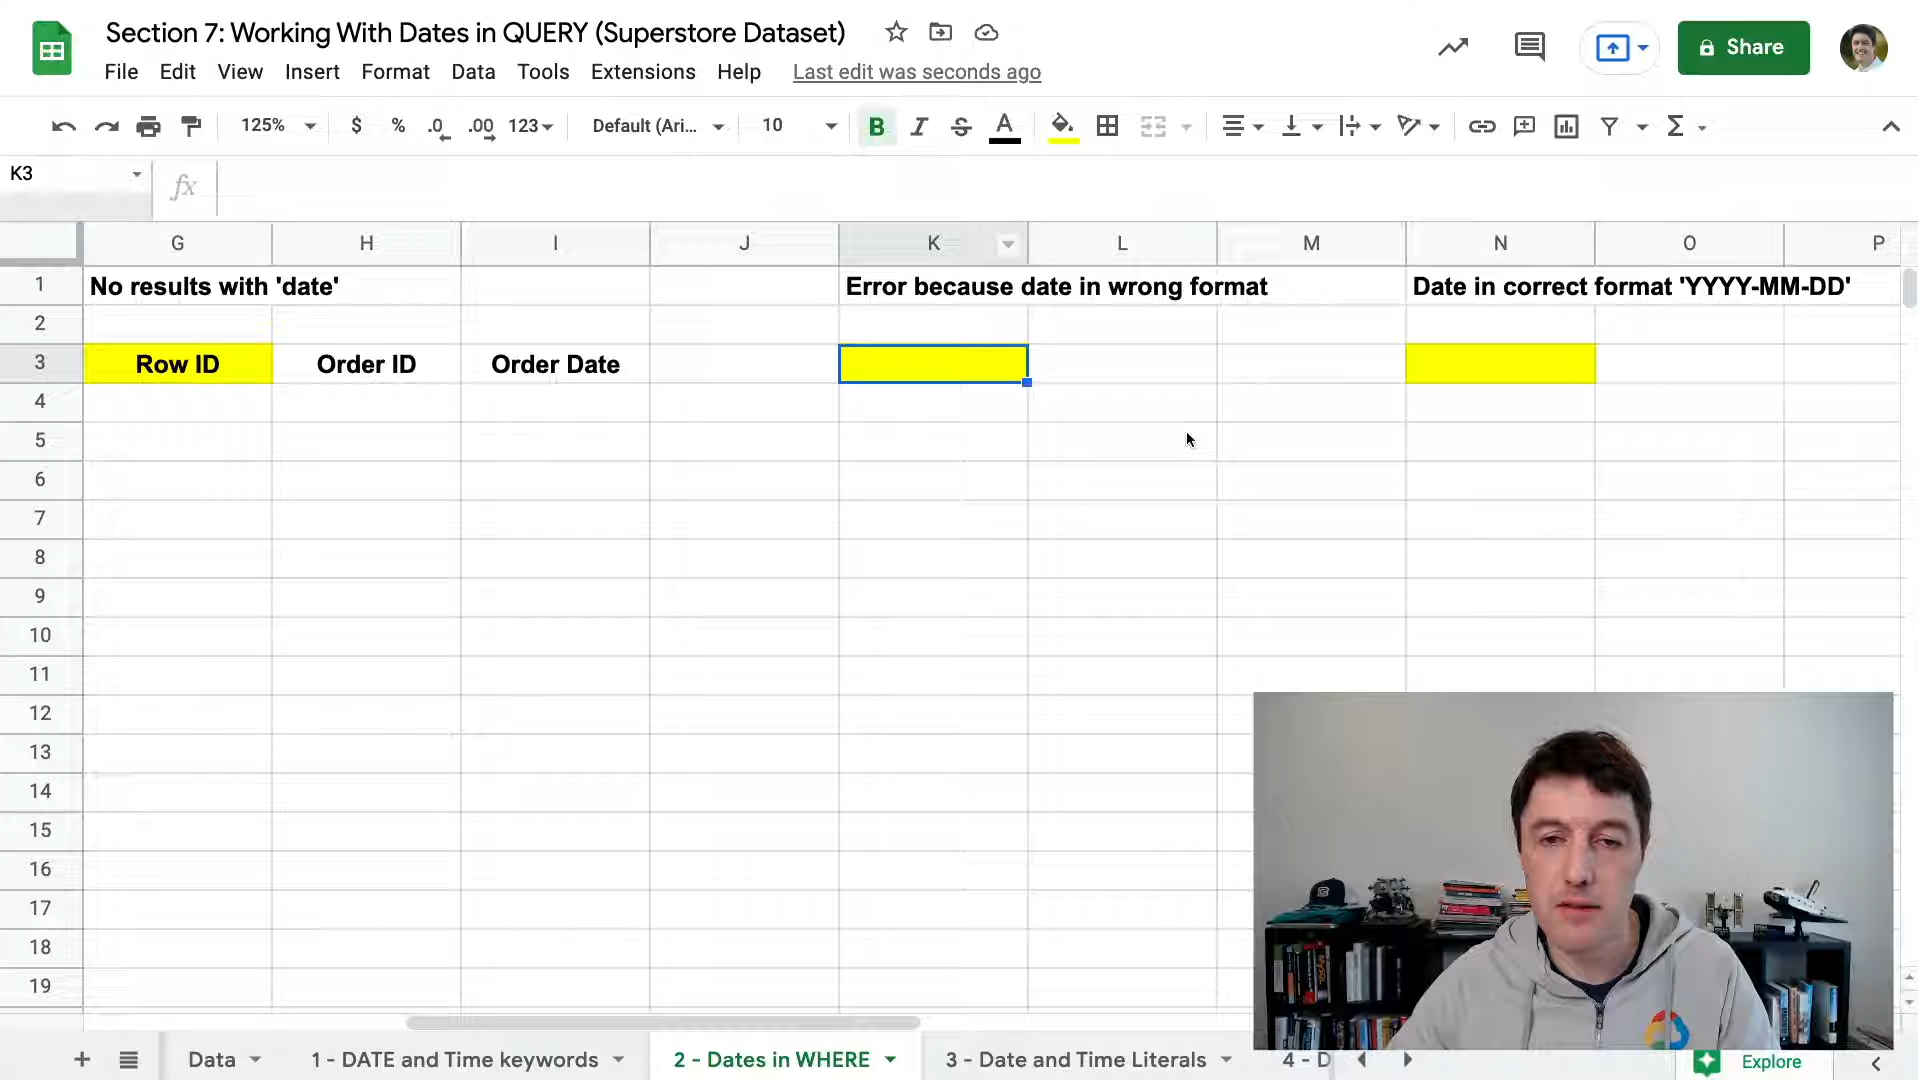 Section 7: Working With Dates in QUERY (Superstore Dataset)
File Edit View Insert Format Data Tools Extensions Help Last edit was seconds ago
Share
125% $ % .0 .00 123 Default (Ari... 10 B I S A
K3 fx
G H I J K L M N O P
1 No results with 'date' Error because date in wrong format Date in correct format 'YYYY-MM-DD'
2
3 Row ID Order ID Order Date
4
5
6
7
8
9
10
11
12
13
14
15
16
17
18
19
Data 1 - DATE and Time keywords 2 - Dates in WHERE 3 - Date and Time Literals 4 - D Explore